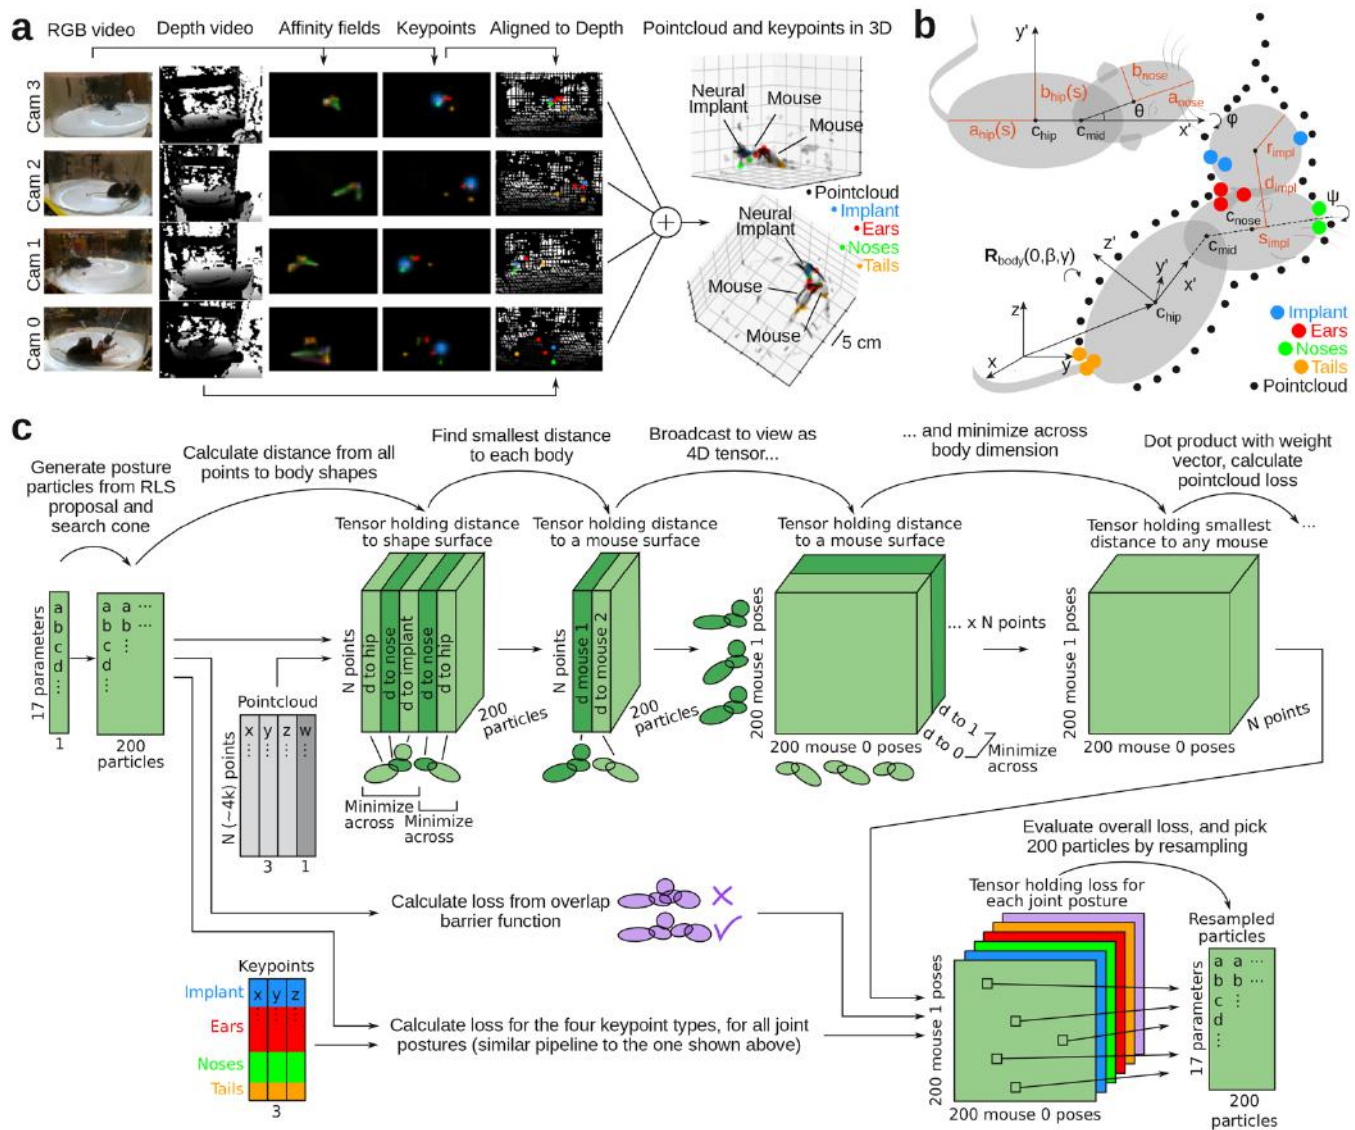 a
RGB video
Depth video
Affinity fields
Keypoints
Aligned to Depth
Pointcloud and keypoints in 3D
Cam 3
Cam 2
Cam 1
Cam 0
Neural
Implant
Mouse
Mouse
Pointcloud
Implant
Ears
Noses
Tails
Neural
Implant
Mouse
Mouse
5 cm
b
y'
b_nose
a_nose
b_hip(s)
a_hip(s)
c_hip
c_mid
θ
x'
φ
r_impl
d_impl
ψ
c_nose
s_impl
c_mid
z'
R_body(0,β,γ)
y'
x'
c_hip
z
x
y
Implant
Ears
Noses
Tails
Pointcloud
c
Generate posture
particles from RLS
proposal and
search cone
Calculate distance from all
points to body shapes
Find smallest distance
to each body
Broadcast to view as
4D tensor...
... and minimize across
body dimension
Dot product with weight
vector, calculate
pointcloud loss
...
Tensor holding distance
to shape surface
Tensor holding distance
to a mouse surface
Tensor holding distance
to a mouse surface
Tensor holding smallest
distance to any mouse
17 parameters
a
b
c
d
⋮
1
a a ...
b b ...
c ⋮
d
⋮
200
particles
N points
d to hip
d to nose
d to implant
d to nose
d to hip
200
particles
Minimize
across
Minimize
across
N points
d mouse 1
d to mouse 2
200
particles
200 mouse 1 poses
200 mouse 0 poses
... x N points
d to 1
d to 0
Minimize
across
200 mouse 1 poses
200 mouse 0 poses
N points
Pointcloud
N (~4k) points
x y z w
⋮ ⋮ ⋮ ⋮
3 1
Calculate loss from overlap
barrier function
Evaluate overall loss, and pick
200 particles by resampling
Tensor holding loss for
each joint posture
Resampled
particles
Keypoints
Implant
Ears
Noses
Tails
x y z
⋮ ⋮ ⋮
3
Calculate loss for the four keypoint types, for all joint
postures (similar pipeline to the one shown above)
200 mouse 1 poses
200 mouse 0 poses
17 parameters
a a ...
b b ...
c ⋮
d
⋮
200
particles